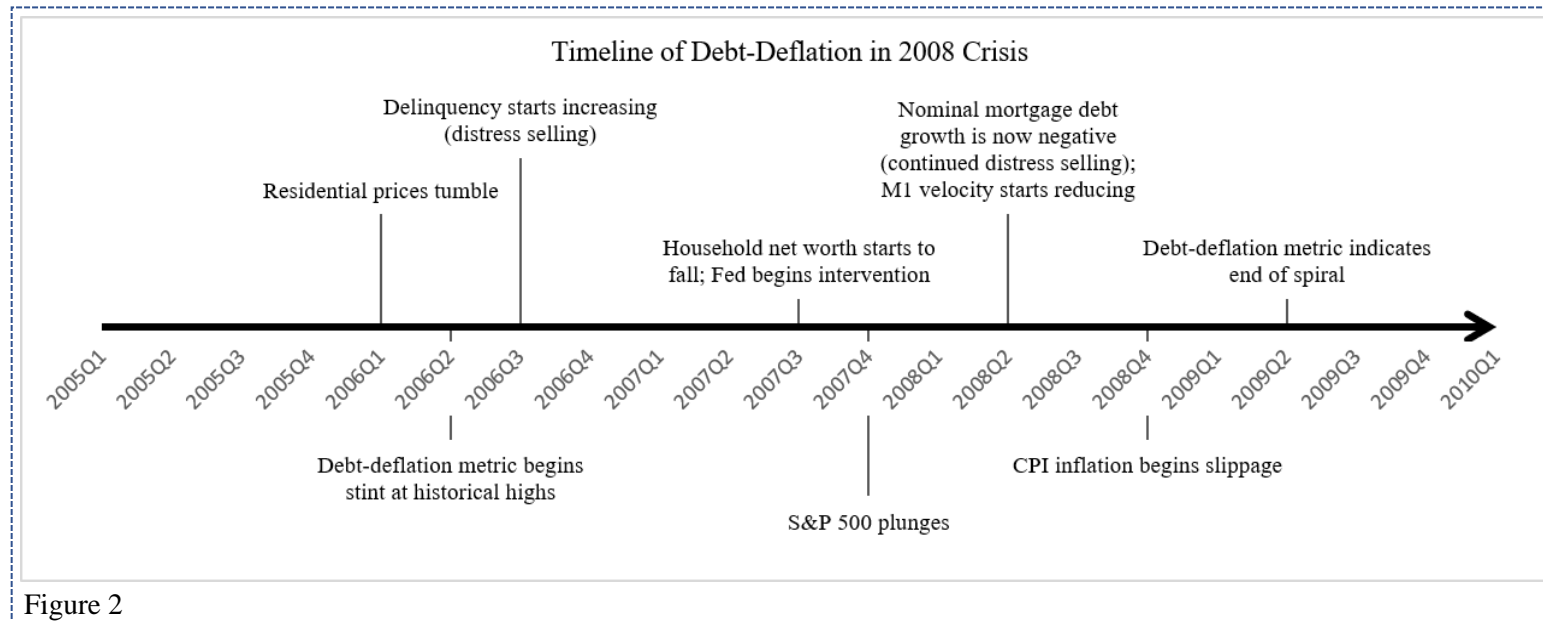 Timeline of Debt-Deflation in 2008 Crisis
Delinquency starts increasing
(distress selling)
Nominal mortgage debt
growth is now negative
(continued distress selling);
M1 velocity starts reducing
Residential prices tumble
Household net worth starts to
fall; Fed begins intervention
Debt-deflation metric indicates
end of spiral
2005Q1
2005Q2
2005Q3
2005Q4
2006Q1
2006Q2
2006Q3
2006Q4
2007Q1
2007Q2
2007Q3
2007Q4
2008Q1
2008Q2
2008Q3
2008Q4
2009Q1
2009Q2
2009Q3
2009Q4
2010Q1
Debt-deflation metric begins
stint at historical highs
CPI inflation begins slippage
S&P 500 plunges
Figure 2